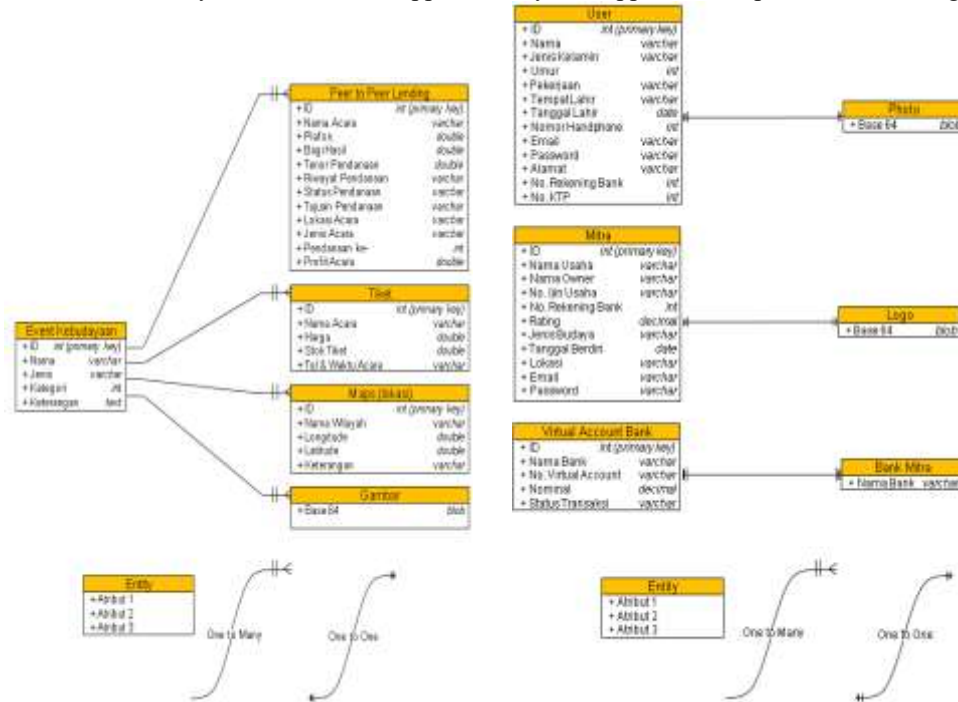 User
+ ID int (primary key)
+ Nama varchar
+ Jenis Kelamin varchar
+ Umur int
+ Pekerjaan varchar
+ Tempat Lahir varchar
+ Tanggal Lahir date
+ Nomor Handphone int
+ Email varchar
+ Password varchar
+ Alamat varchar
+ No. Rekening Bank int
+ No. KTP int
Photo
+ Base 64 blob
Peer to Peer Lending
+ ID int (primary key)
+ Nama Acara varchar
+ Plafon double
+ Bagi Hasil double
+ Tenor Pendanaan double
+ Riwayat Pendanaan varchar
+ Status Pendanaan varchar
+ Tujuan Pendanaan varchar
+ Lokasi Acara varchar
+ Jenis Acara varchar
+ Pendanaan ke- int
+ Profit Acara double
Mitra
+ ID int (primary key)
+ Nama Usaha varchar
+ Nama Owner varchar
+ No. Ijin Usaha varchar
+ No. Rekening Bank int
+ Rating decimal
+ Jenis Budaya varchar
+ Tanggal Berdiri date
+ Lokasi varchar
+ Email varchar
+ Password varchar
Logo
+ Base 64 blob
Tiket
+ ID int (primary key)
+ Nama Acara varchar
+ Harga double
+ Stok Tiket double
+ Tgl & Waktu Acara varchar
Event Kebudayaan
+ ID int (primary key)
+ Nama varchar
+ Jenis varchar
+ Kategori int
+ Keterangan text
Maps (lokasi)
+ ID int (primary key)
+ Nama Wilayah varchar
+ Longitude double
+ Latitude double
+ Keterangan varchar
Gambar
+ Base 64 blob
Virtual Account Bank
+ ID int (primary key)
+ Nama Bank varchar
+ No. Virtual Account varchar
+ Nominal decimal
+ Status Transaksi varchar
Bank Mitra
+ Nama Bank varchar
Entity
+ Atribut 1
+ Atribut 2
+ Atribut 3
One to Many
One to One
Entity
+ Atribut 1
+ Atribut 2
+ Atribut 3
One to Many
One to One